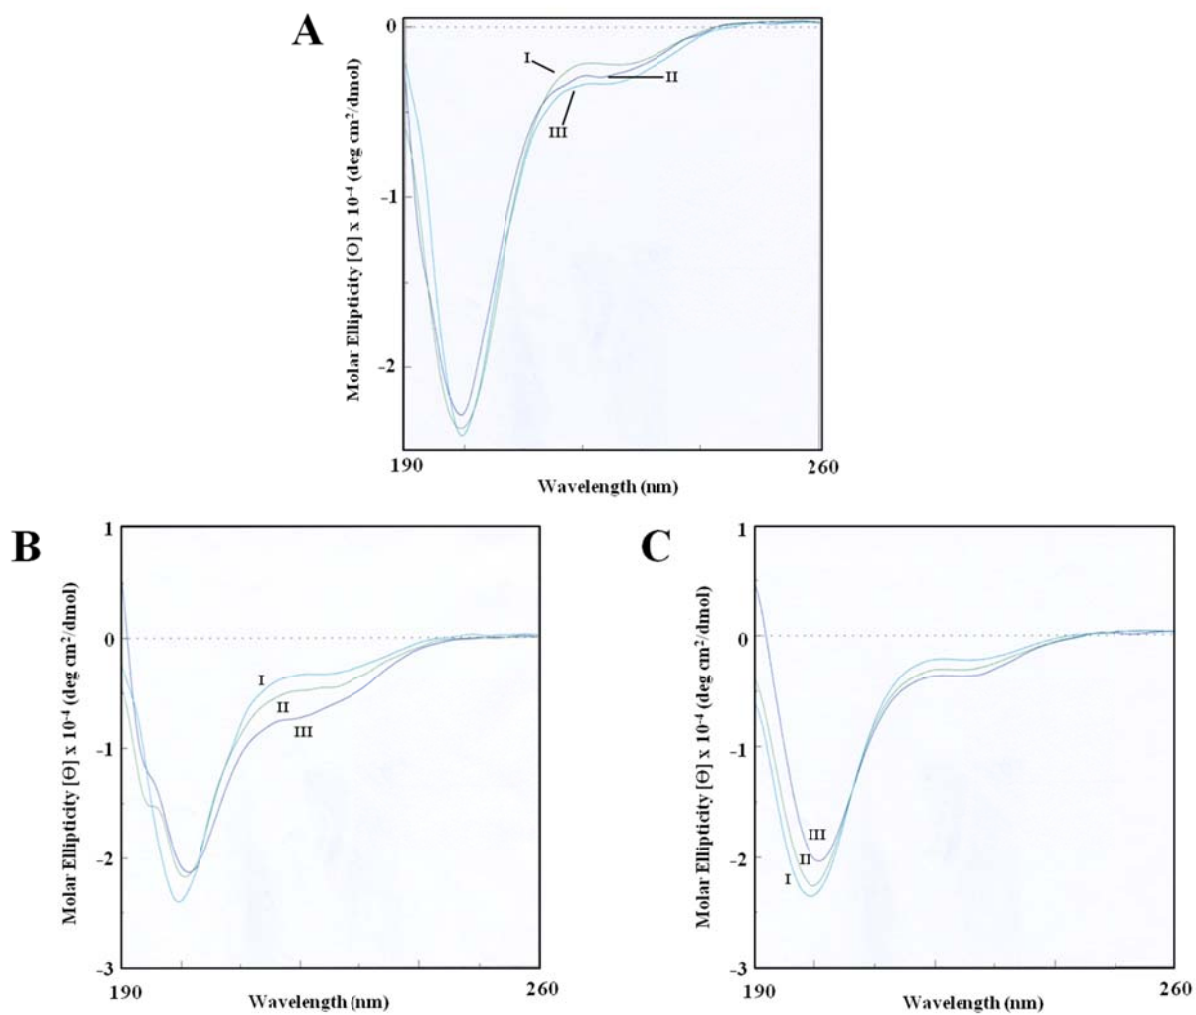 A
0
I
II
III
-1
-2
Molar Ellipticity [Θ] x 10⁻⁴ (deg cm²/dmol)
190
260
Wavelength (nm)
B
1
0
I
II
III
-1
-2
-3
Molar Ellipticity [Θ] x 10⁻⁴ (deg cm²/dmol)
190
260
Wavelength (nm)
C
1
0
-1
III
II
I
-2
-3
Molar Ellipticity [Θ] x 10⁻⁴ (deg cm²/dmol)
190
260
Wavelength (nm)